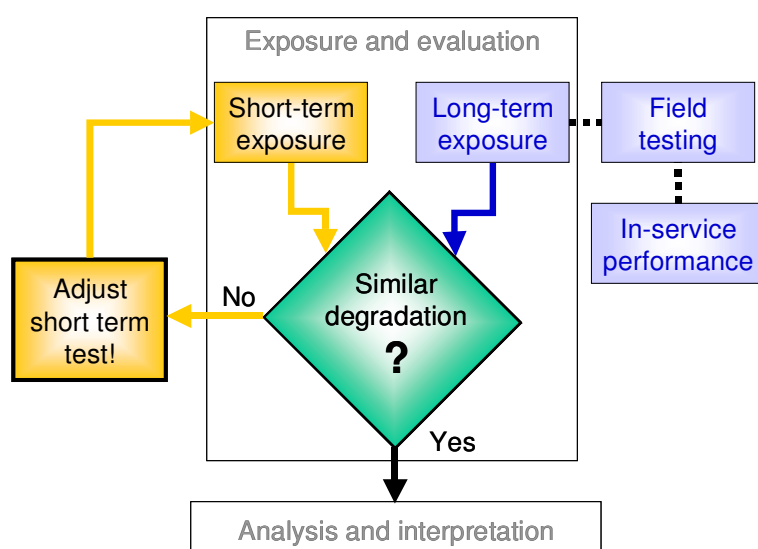 Exposure and evaluation
Short-term
exposure
Long-term
exposure
Field
testing
In-service
performance
Similar
degradation
?
No
Adjust
short term
test!
Yes
Analysis and interpretation